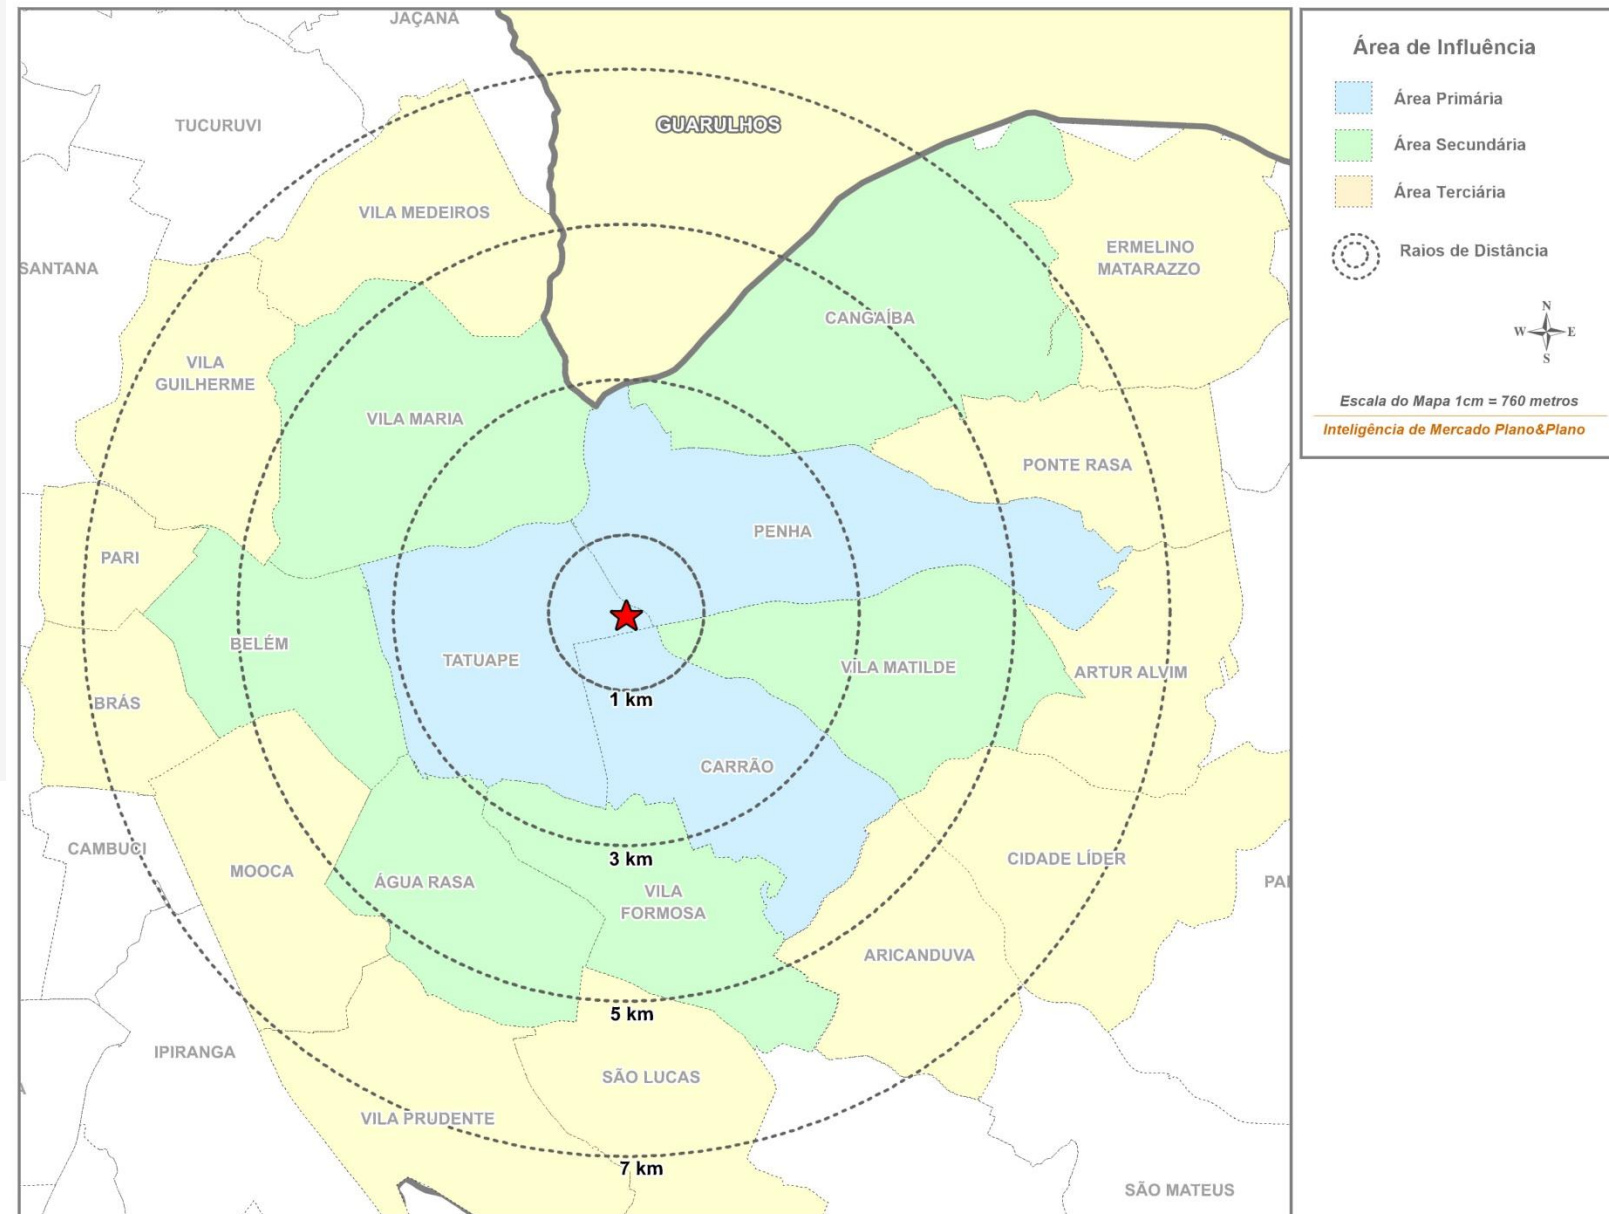 JAÇANÃ
TUCURUVI
GUARULHOS
VILA MEDEIROS
SANTANA
ERMELINO
MATARAZZO
CANGAÍBA
VILA
GUILHERME
VILA MARIA
PONTE RASA
PENHA
PARI
BELÉM
TATUAPE
VILA MATILDE
ARTUR ALVIM
BRÁS
1 km
CARRÃO
CAMBUCI
3 km
CIDADE LÍDER
MOOCA
ÁGUA RASA
VILA
FORMOSA
PA
ARICANDUVA
5 km
IPIRANGA
SÃO LUCAS
VILA PRUDENTE
7 km
SÃO MATEUS
Área de Influência
Área Primária
Área Secundária
Área Terciária
Raios de Distância
N
W E
S
Escala do Mapa 1cm = 760 metros
Inteligência de Mercado Plano&Plano